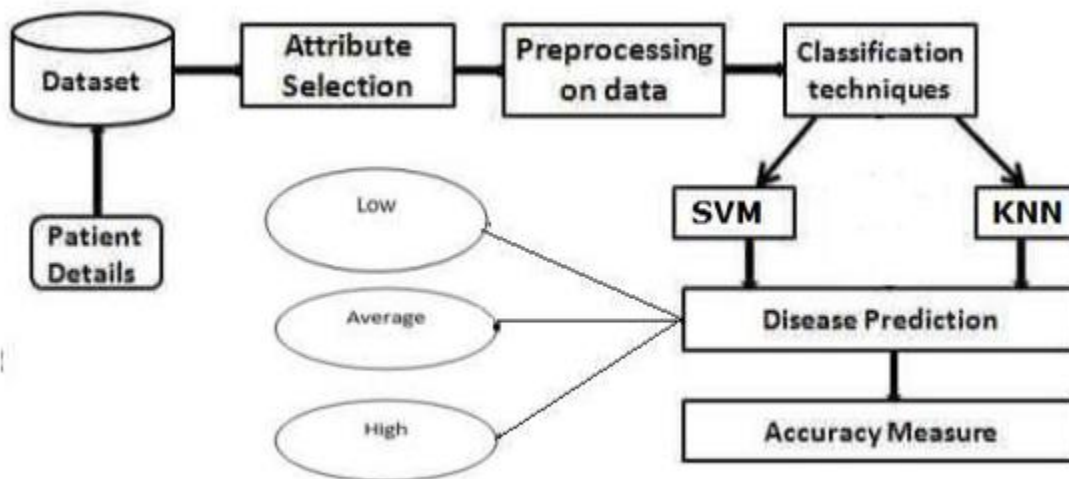 Dataset
Attribute
Selection
Preprocessing
on data
Classification
techniques
Patient
Details
SVM
KNN
Low
Average
High
Disease Prediction
Accuracy Measure